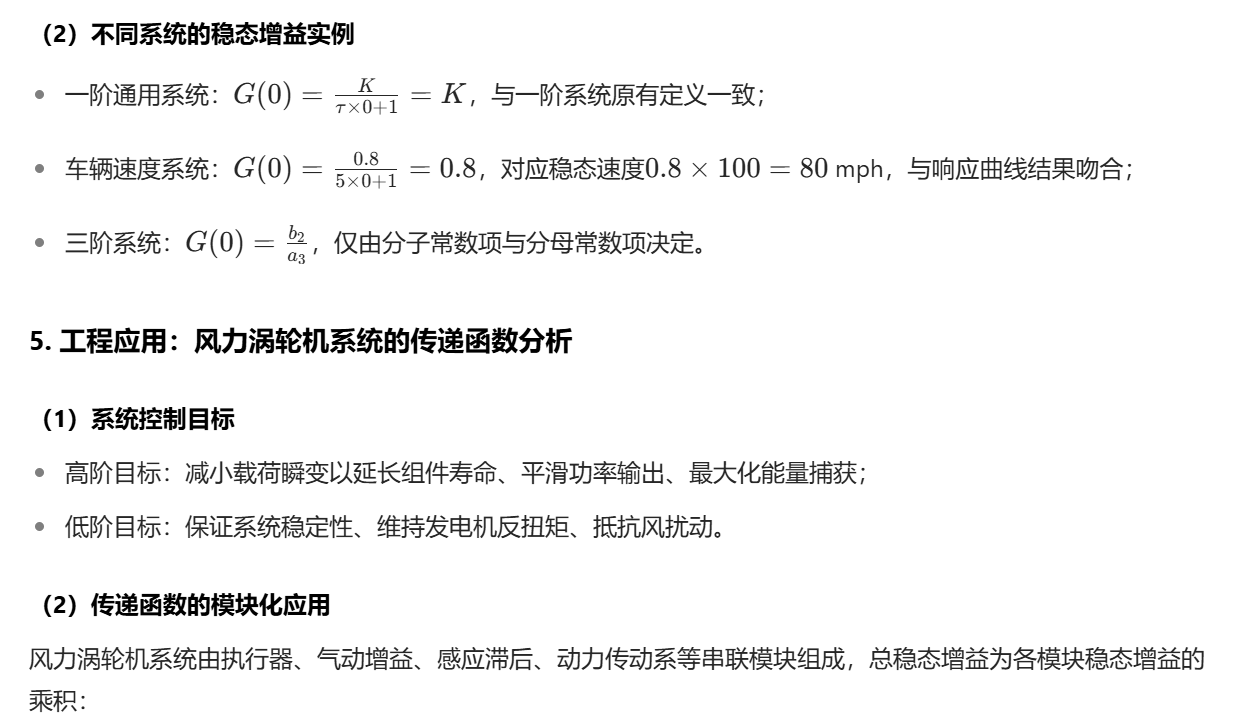 （2）不同系统的稳态增益实例
• 一阶通用系统：$G(0) = \frac{K}{\tau \times 0+1} = K$，与一阶系统原有定义一致；
• 车辆速度系统：$G(0) = \frac{0.8}{5 \times 0+1} = 0.8$，对应稳态速度$0.8 \times 100 = 80$ mph，与响应曲线结果吻合；
• 三阶系统：$G(0) = \frac{b_2}{a_3}$，仅由分子常数项与分母常数项决定。
5. 工程应用：风力涡轮机系统的传递函数分析
（1）系统控制目标
• 高阶目标：减小载荷瞬变以延长组件寿命、平滑功率输出、最大化能量捕获；
• 低阶目标：保证系统稳定性、维持发电机反扭矩、抵抗风扰动。
（2）传递函数的模块化应用
风力涡轮机系统由执行器、气动增益、感应滞后、动力传动系等串联模块组成，总稳态增益为各模块稳态增益的
乘积：